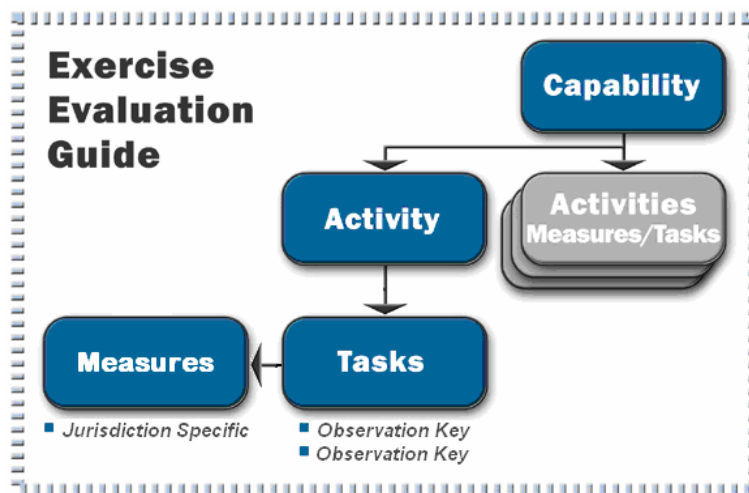 Exercise
Evaluation
Guide
Capability
Activity
Activities
Measures/Tasks
Measures
Tasks
Jurisdiction Specific
Observation Key
Observation Key